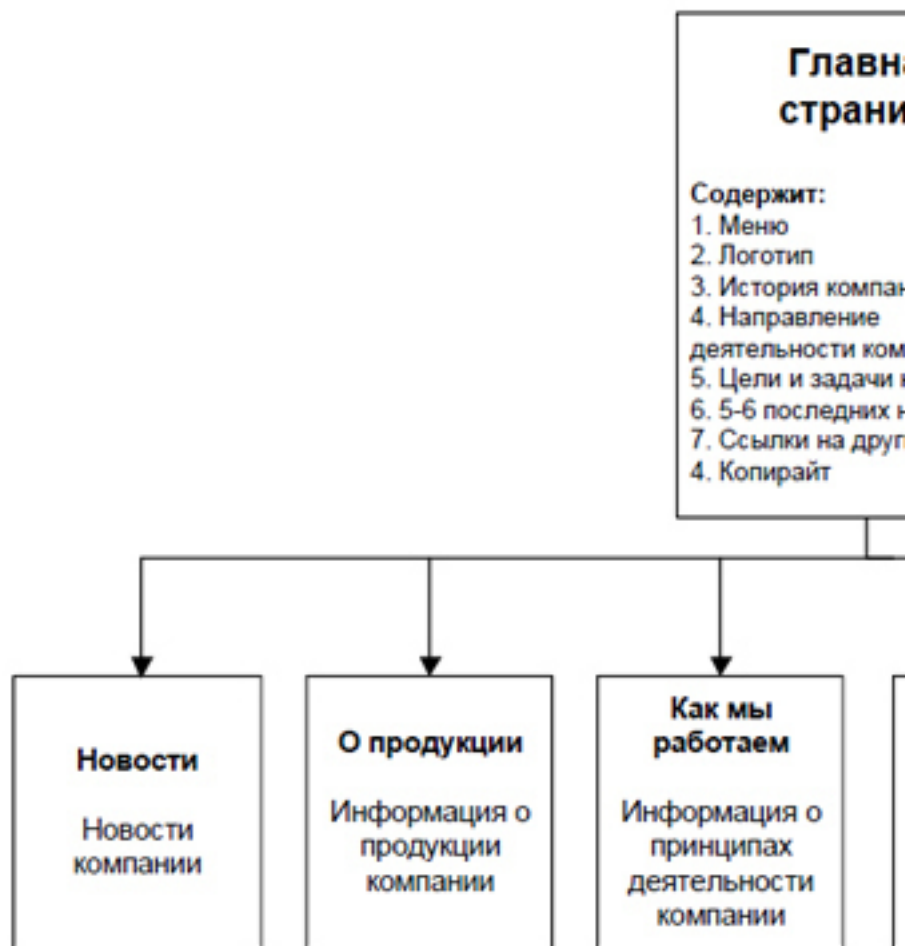 Главна
страни
Содержит:
1. Меню
2. Логотип
3. История компан
4. Направление
деятельности ком
5. Цели и задачи к
6. 5-6 последних н
7. Ссылки на друг
4. Копирайт
Новости
Новости
компании
О продукции
Информация о
продукции
компании
Как мы
работаем
Информация о
принципах
деятельности
компании